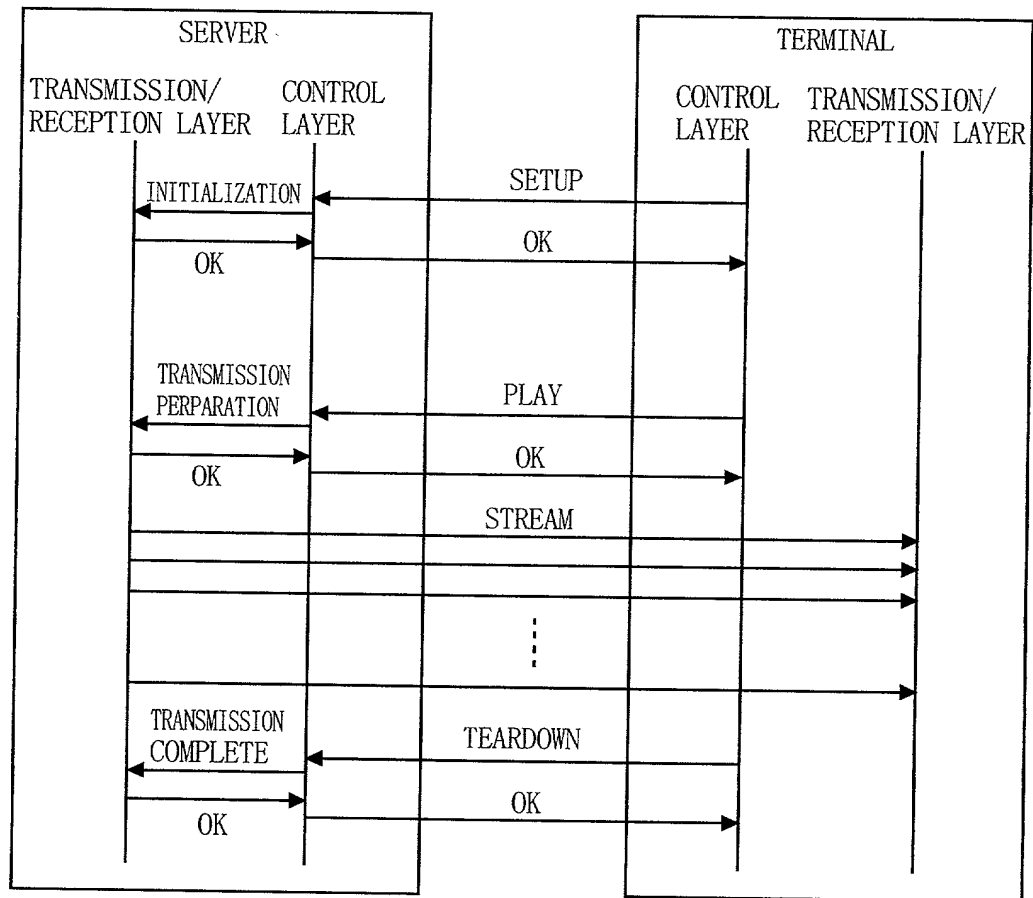 SERVER
TERMINAL
TRANSMISSION/
RECEPTION LAYER
CONTROL
LAYER
CONTROL
LAYER
TRANSMISSION/
RECEPTION LAYER
SETUP
INITIALIZATION
OK
OK
TRANSMISSION
PERPARATION
PLAY
OK
OK
STREAM
TRANSMISSION
COMPLETE
TEARDOWN
OK
OK